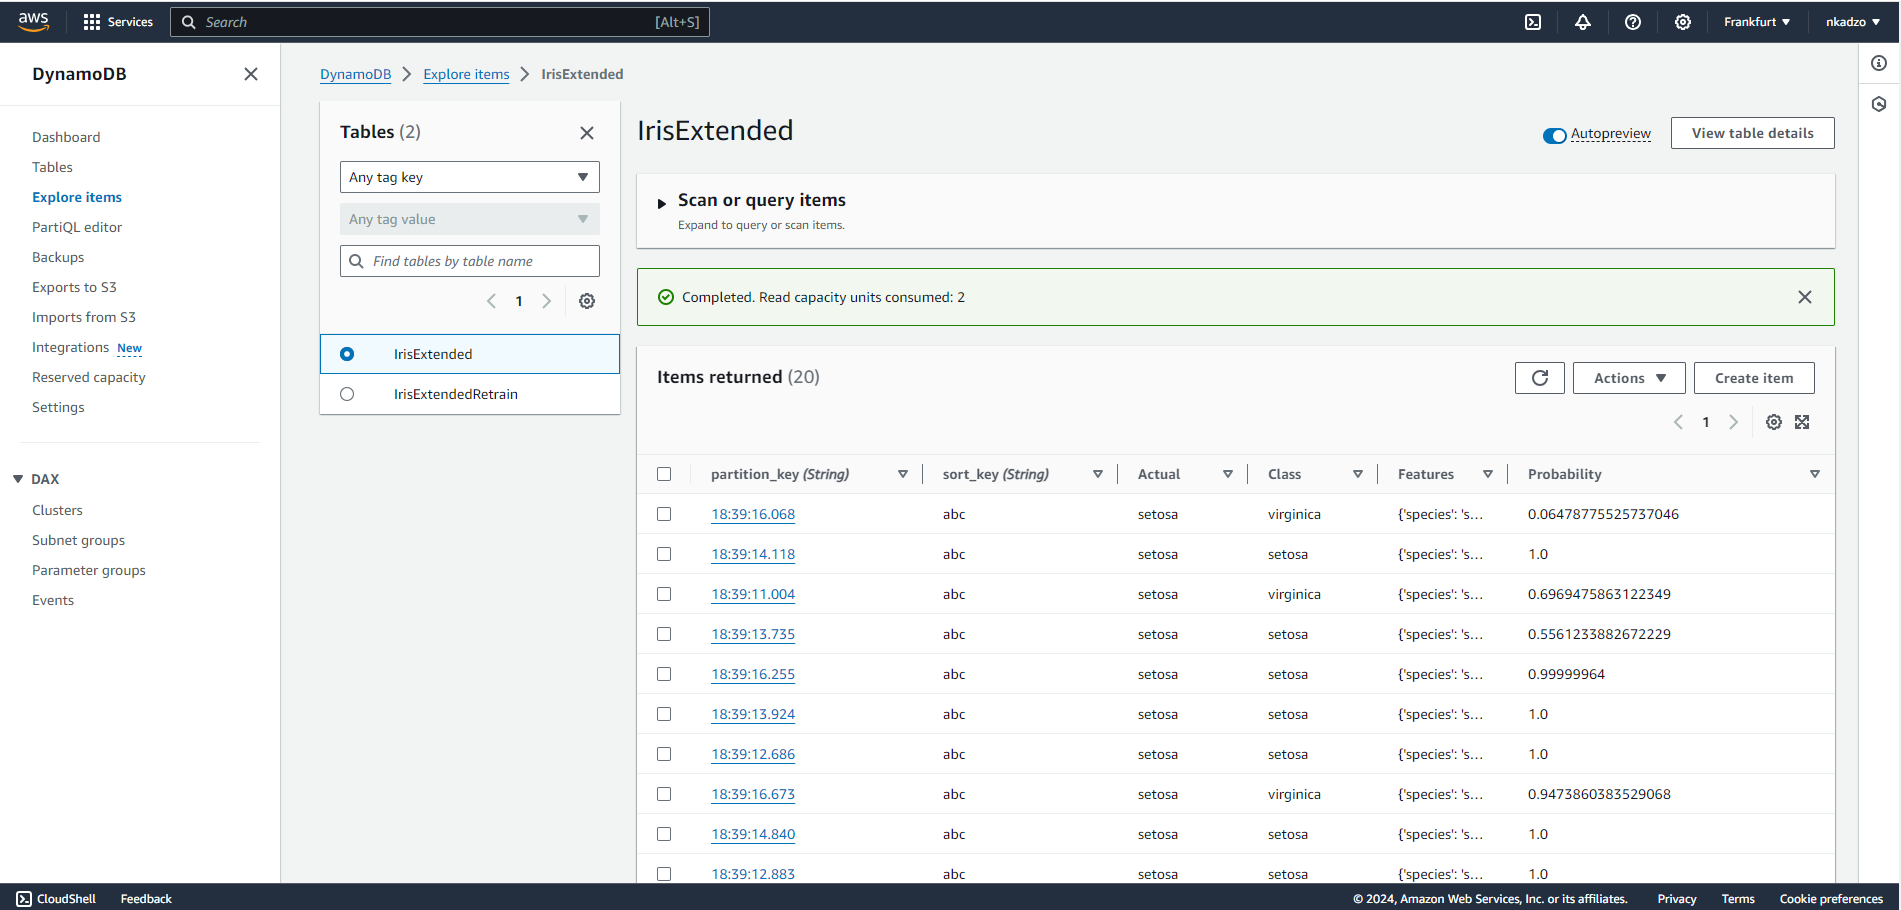 aws Services Search [Alt+S] Frankfurt nkadzo
DynamoDB
Dashboard
Tables
Explore items
PartiQL editor
Backups
Exports to S3
Imports from S3
Integrations New
Reserved capacity
Settings
DAX
Clusters
Subnet groups
Parameter groups
Events
DynamoDB Explore items IrisExtended
Tables (2)
Any tag key
Any tag value
Find tables by table name
1
IrisExtended
IrisExtendedRetrain
IrisExtended
Autopreview View table details
Scan or query items
Expand to query or scan items.
Completed. Read capacity units consumed: 2
Items returned (20)
Actions Create item
1
partition_key (String) sort_key (String) Actual Class Features Probability
18:39:16.068 abc setosa virginica {'species': 's... 0.06478775525737046
18:39:14.118 abc setosa setosa {'species': 's... 1.0
18:39:11.004 abc setosa virginica {'species': 's... 0.6969475863122349
18:39:13.735 abc setosa setosa {'species': 's... 0.5561233882672229
18:39:16.255 abc setosa setosa {'species': 's... 0.99999964
18:39:13.924 abc setosa setosa {'species': 's... 1.0
18:39:12.686 abc setosa setosa {'species': 's... 1.0
18:39:16.673 abc setosa virginica {'species': 's... 0.9473860383529068
18:39:14.840 abc setosa setosa {'species': 's... 1.0
18:39:12.883 abc setosa setosa {'species': 's... 1.0
CloudShell Feedback © 2024, Amazon Web Services, Inc. or its affiliates. Privacy Terms Cookie preferences